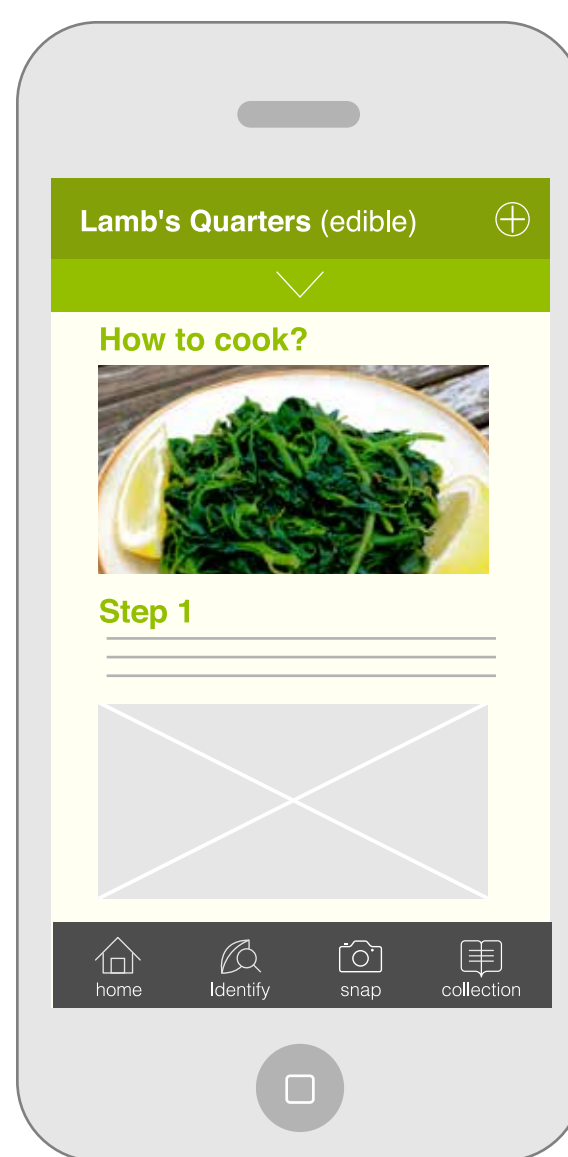 Lamb's Quarters (edible)
How to cook?
Step 1
home Identify snap collection